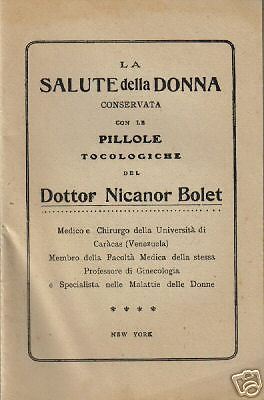 LA
SALUTE della DONNA
CONSERVATA
CON LE
PILLOLE
TOCOLOGICHE
DEL
Dottor Nicanor Bolet
Medico e Chirurgo della Università di
Caràcas (Venezuela)
Membro della Facoltà Medica della stessa
Professore di Ginecologia
e Specialista nelle Malattie delle Donne
NEW YORK